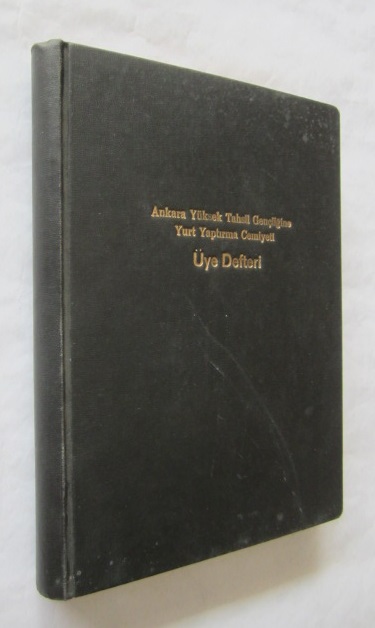 Ankara Yüksek Tahsil Gençliğine
Yurt Yaptırma Cemiyeti
Üye Defteri